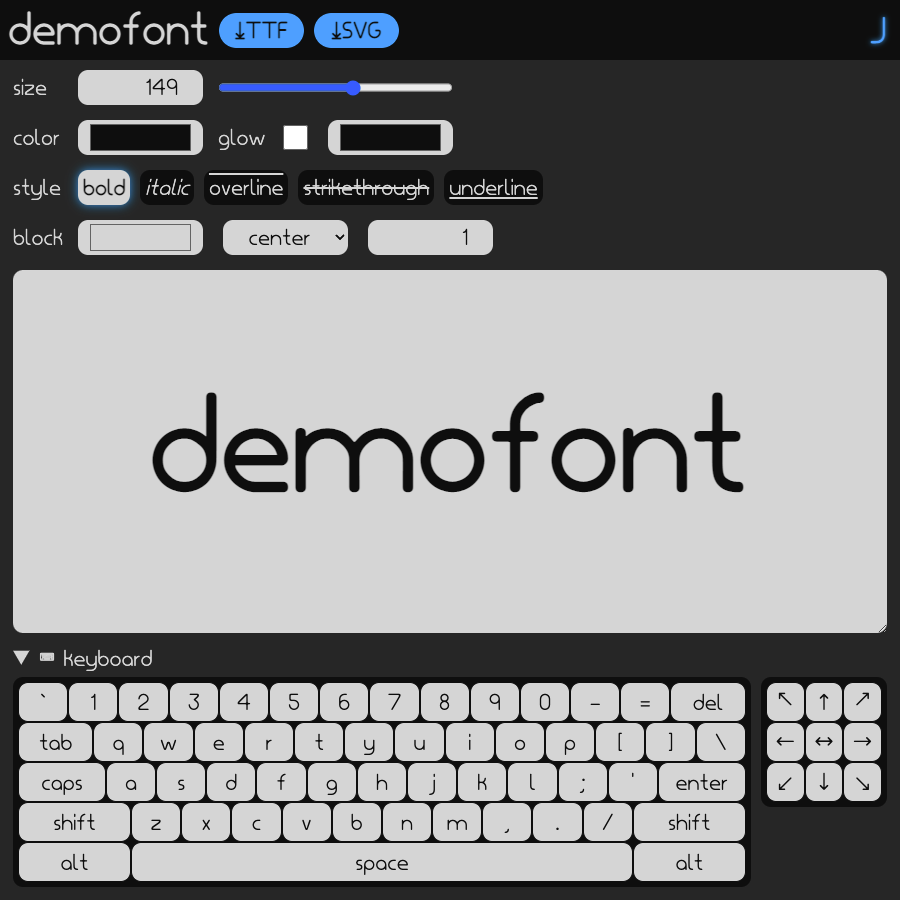 demofont ⤓TTF ⤓SVG J
size 149
color glow
style bold italic overline strikethrough underline
block center 1
demofont
▼ ⌨ keyboard
` 1 2 3 4 5 6 7 8 9 0 - = del ↖ ↑ ↗
tab q w e r t y u i o p [ ] \ ← ↔ →
caps a s d f g h j k l ; ' enter ↙ ↓ ↘
shift z x c v b n m , . / shift
alt space alt